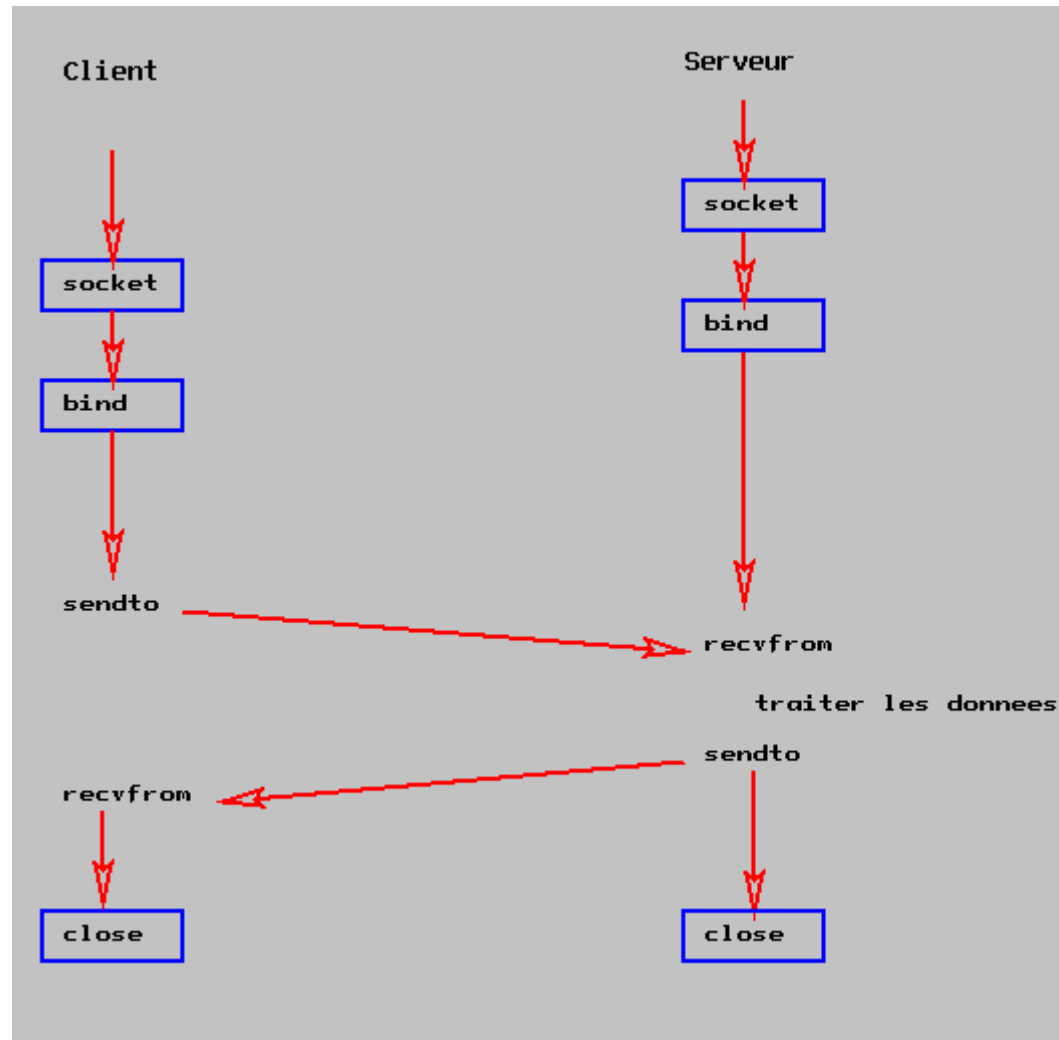 Client
Serveur
socket
socket
bind
bind
sendto
recvfrom
traiter les donnees
sendto
recvfrom
close
close